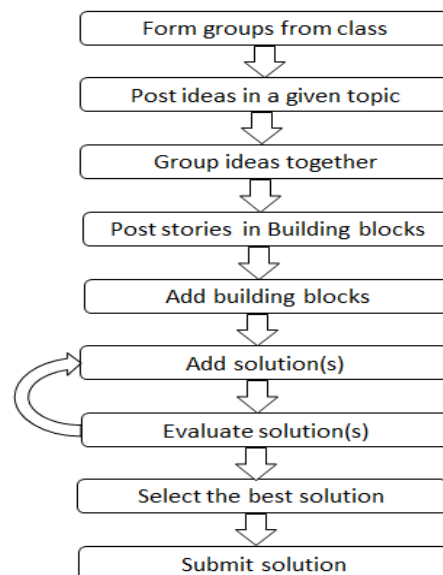 Form groups from class
Post ideas in a given topic
Group ideas together
Post stories in Building blocks
Add building blocks
Add solution(s)
Evaluate solution(s)
Select the best solution
Submit solution